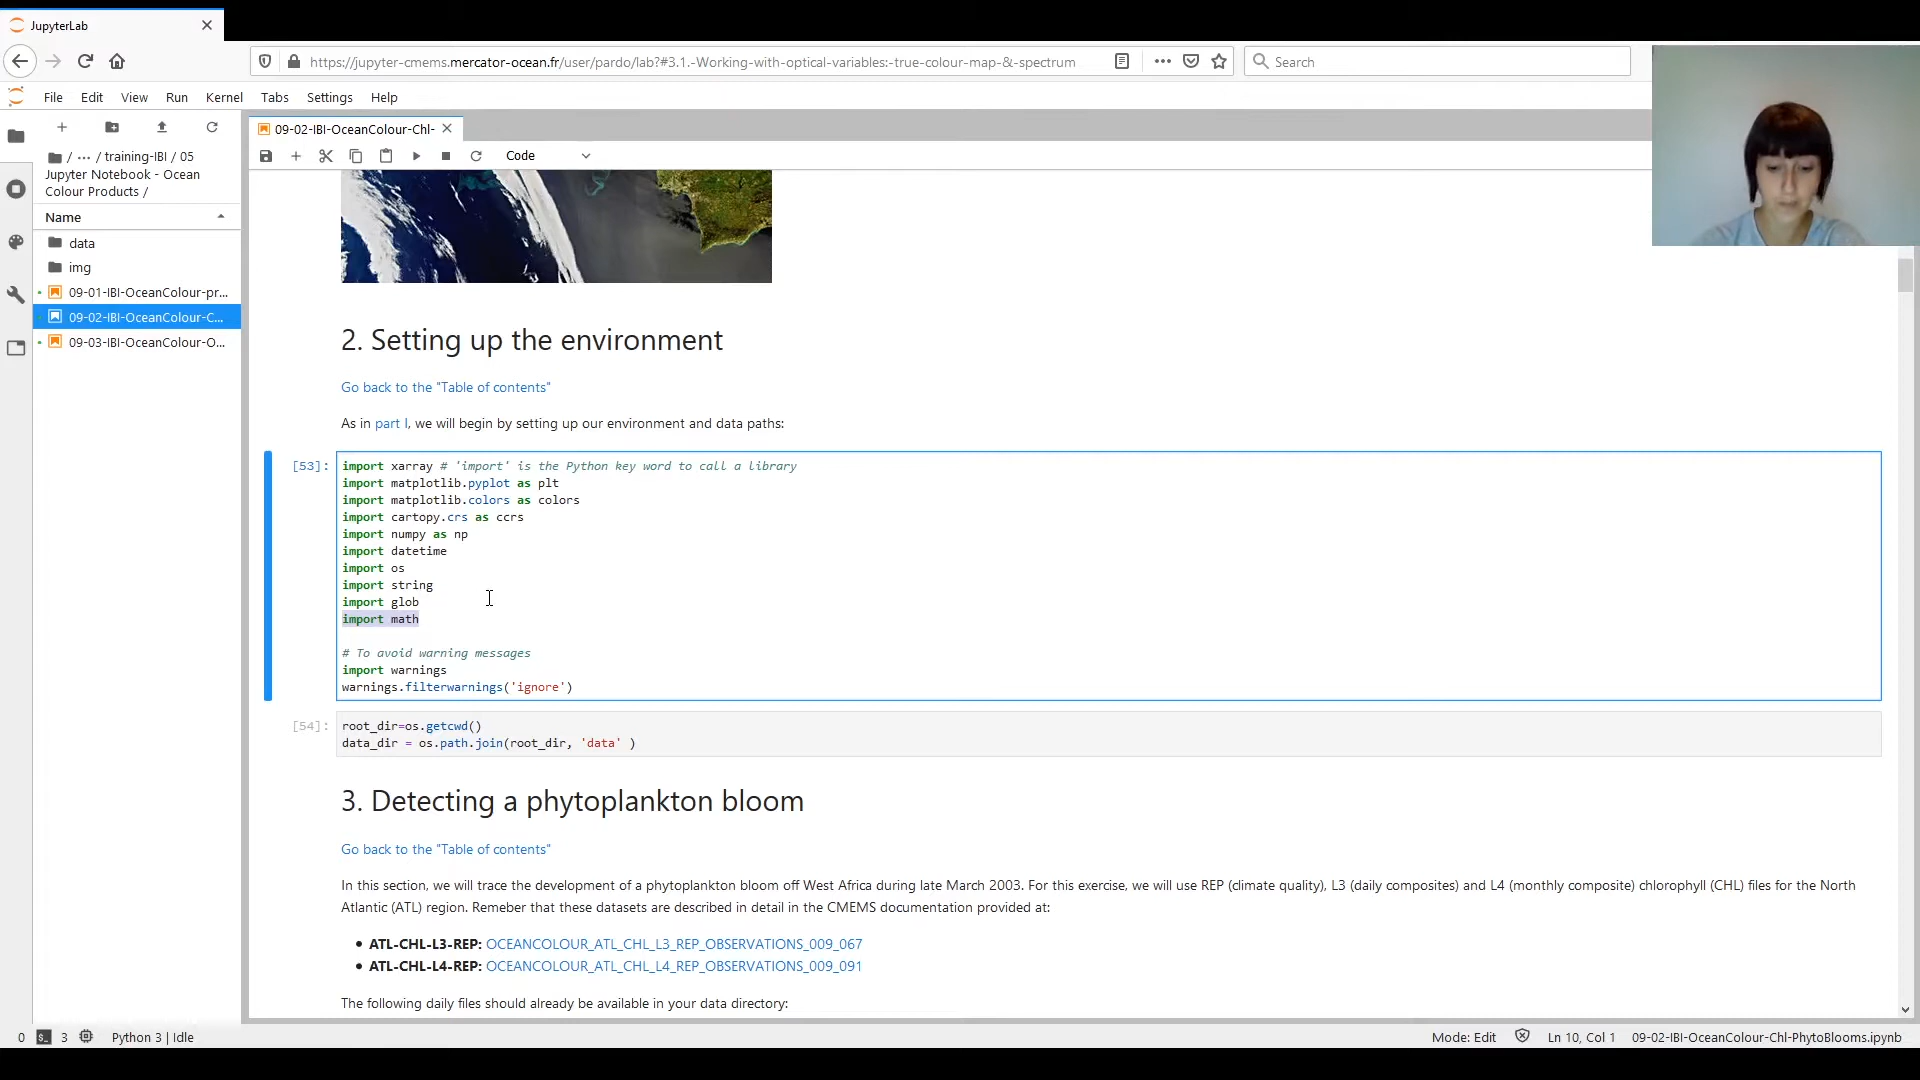 JupyterLab
https://jupyter-cmems.mercator-ocean.fr/user/pardo/lab?#3.1.-Working-with-optical-variables:-true-colour-map-&-spectrum
Search
File Edit View Run Kernel Tabs Settings Help
/ ··· / training-IBI / 05
Jupyter Notebook - Ocean
Colour Products /
Name
data
img
09-01-IBI-OceanColour-pr...
09-02-IBI-OceanColour-C...
09-03-IBI-OceanColour-O...
09-02-IBI-OceanColour-Chl-
Code
2. Setting up the environment
Go back to the "Table of contents"
As in part I, we will begin by setting up our environment and data paths:
[53]:
import xarray # 'import' is the Python key word to call a library
import matplotlib.pyplot as plt
import matplotlib.colors as colors
import cartopy.crs as ccrs
import numpy as np
import datetime
import os
import string
import glob
import math
# To avoid warning messages
import warnings
warnings.filterwarnings('ignore')
[54]:
root_dir=os.getcwd()
data_dir = os.path.join(root_dir, 'data' )
3. Detecting a phytoplankton bloom
Go back to the "Table of contents"
In this section, we will trace the development of a phytoplankton bloom off West Africa during late March 2003. For this exercise, we will use REP (climate quality), L3 (daily composites) and L4 (monthly composite) chlorophyll (CHL) files for the North
Atlantic (ATL) region. Remeber that these datasets are described in detail in the CMEMS documentation provided at:
• ATL-CHL-L3-REP: OCEANCOLOUR_ATL_CHL_L3_REP_OBSERVATIONS_009_067
• ATL-CHL-L4-REP: OCEANCOLOUR_ATL_CHL_L4_REP_OBSERVATIONS_009_091
The following daily files should already be available in your data directory:
0 3 Python 3 | Idle
Mode: Edit Ln 10, Col 1 09-02-IBI-OceanColour-Chl-PhytoBlooms.ipynb